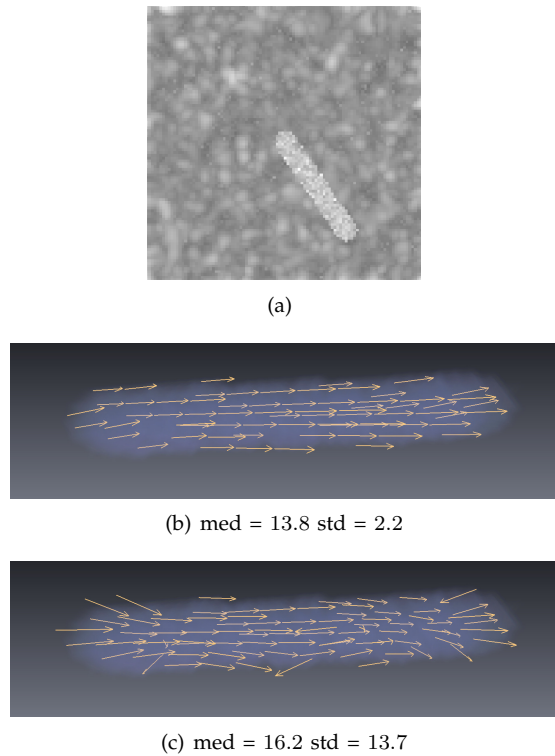 (a)
(b) med = 13.8 std = 2.2
(c) med = 16.2 std = 13.7